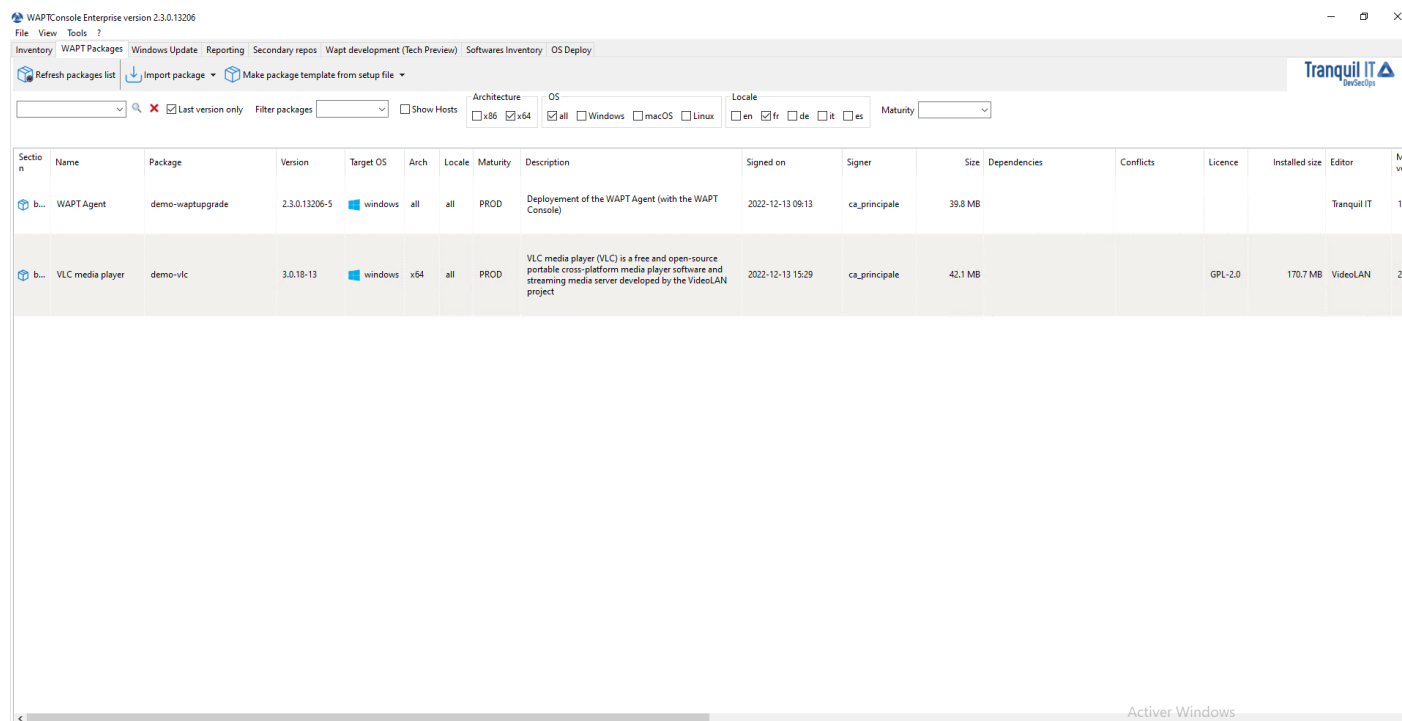 WAPTConsole Enterprise version 2.3.0.13206
File View Tools ?
Inventory WAPT Packages Windows Update Reporting Secondary repos Wapt development (Tech Preview) Softwares Inventory OS Deploy
Refresh packages list Import package Make package template from setup file
Tranquil IT
DevSecOps
Last version only Filter packages Show Hosts
Architecture
x86 x64
OS
all Windows macOS Linux
Locale
en fr de it es
Maturity
Section Name Package Version Target OS Arch Locale Maturity Description Signed on Signer Size Dependencies Conflicts Licence Installed size Editor
b... WAPT Agent demo-waptupgrade 2.3.0.13206-5 windows all all PROD Deployement of the WAPT Agent (with the WAPT
Console) 2022-12-13 09:13 ca_principale 39.8 MB Tranquil IT
b... VLC media player demo-vlc 3.0.18-13 windows x64 all PROD VLC media player (VLC) is a free and open-source
portable cross-platform media player software and
streaming media server developed by the VideoLAN
project 2022-12-13 15:29 ca_principale 42.1 MB GPL-2.0 170.7 MB VideoLAN
Activer Windows